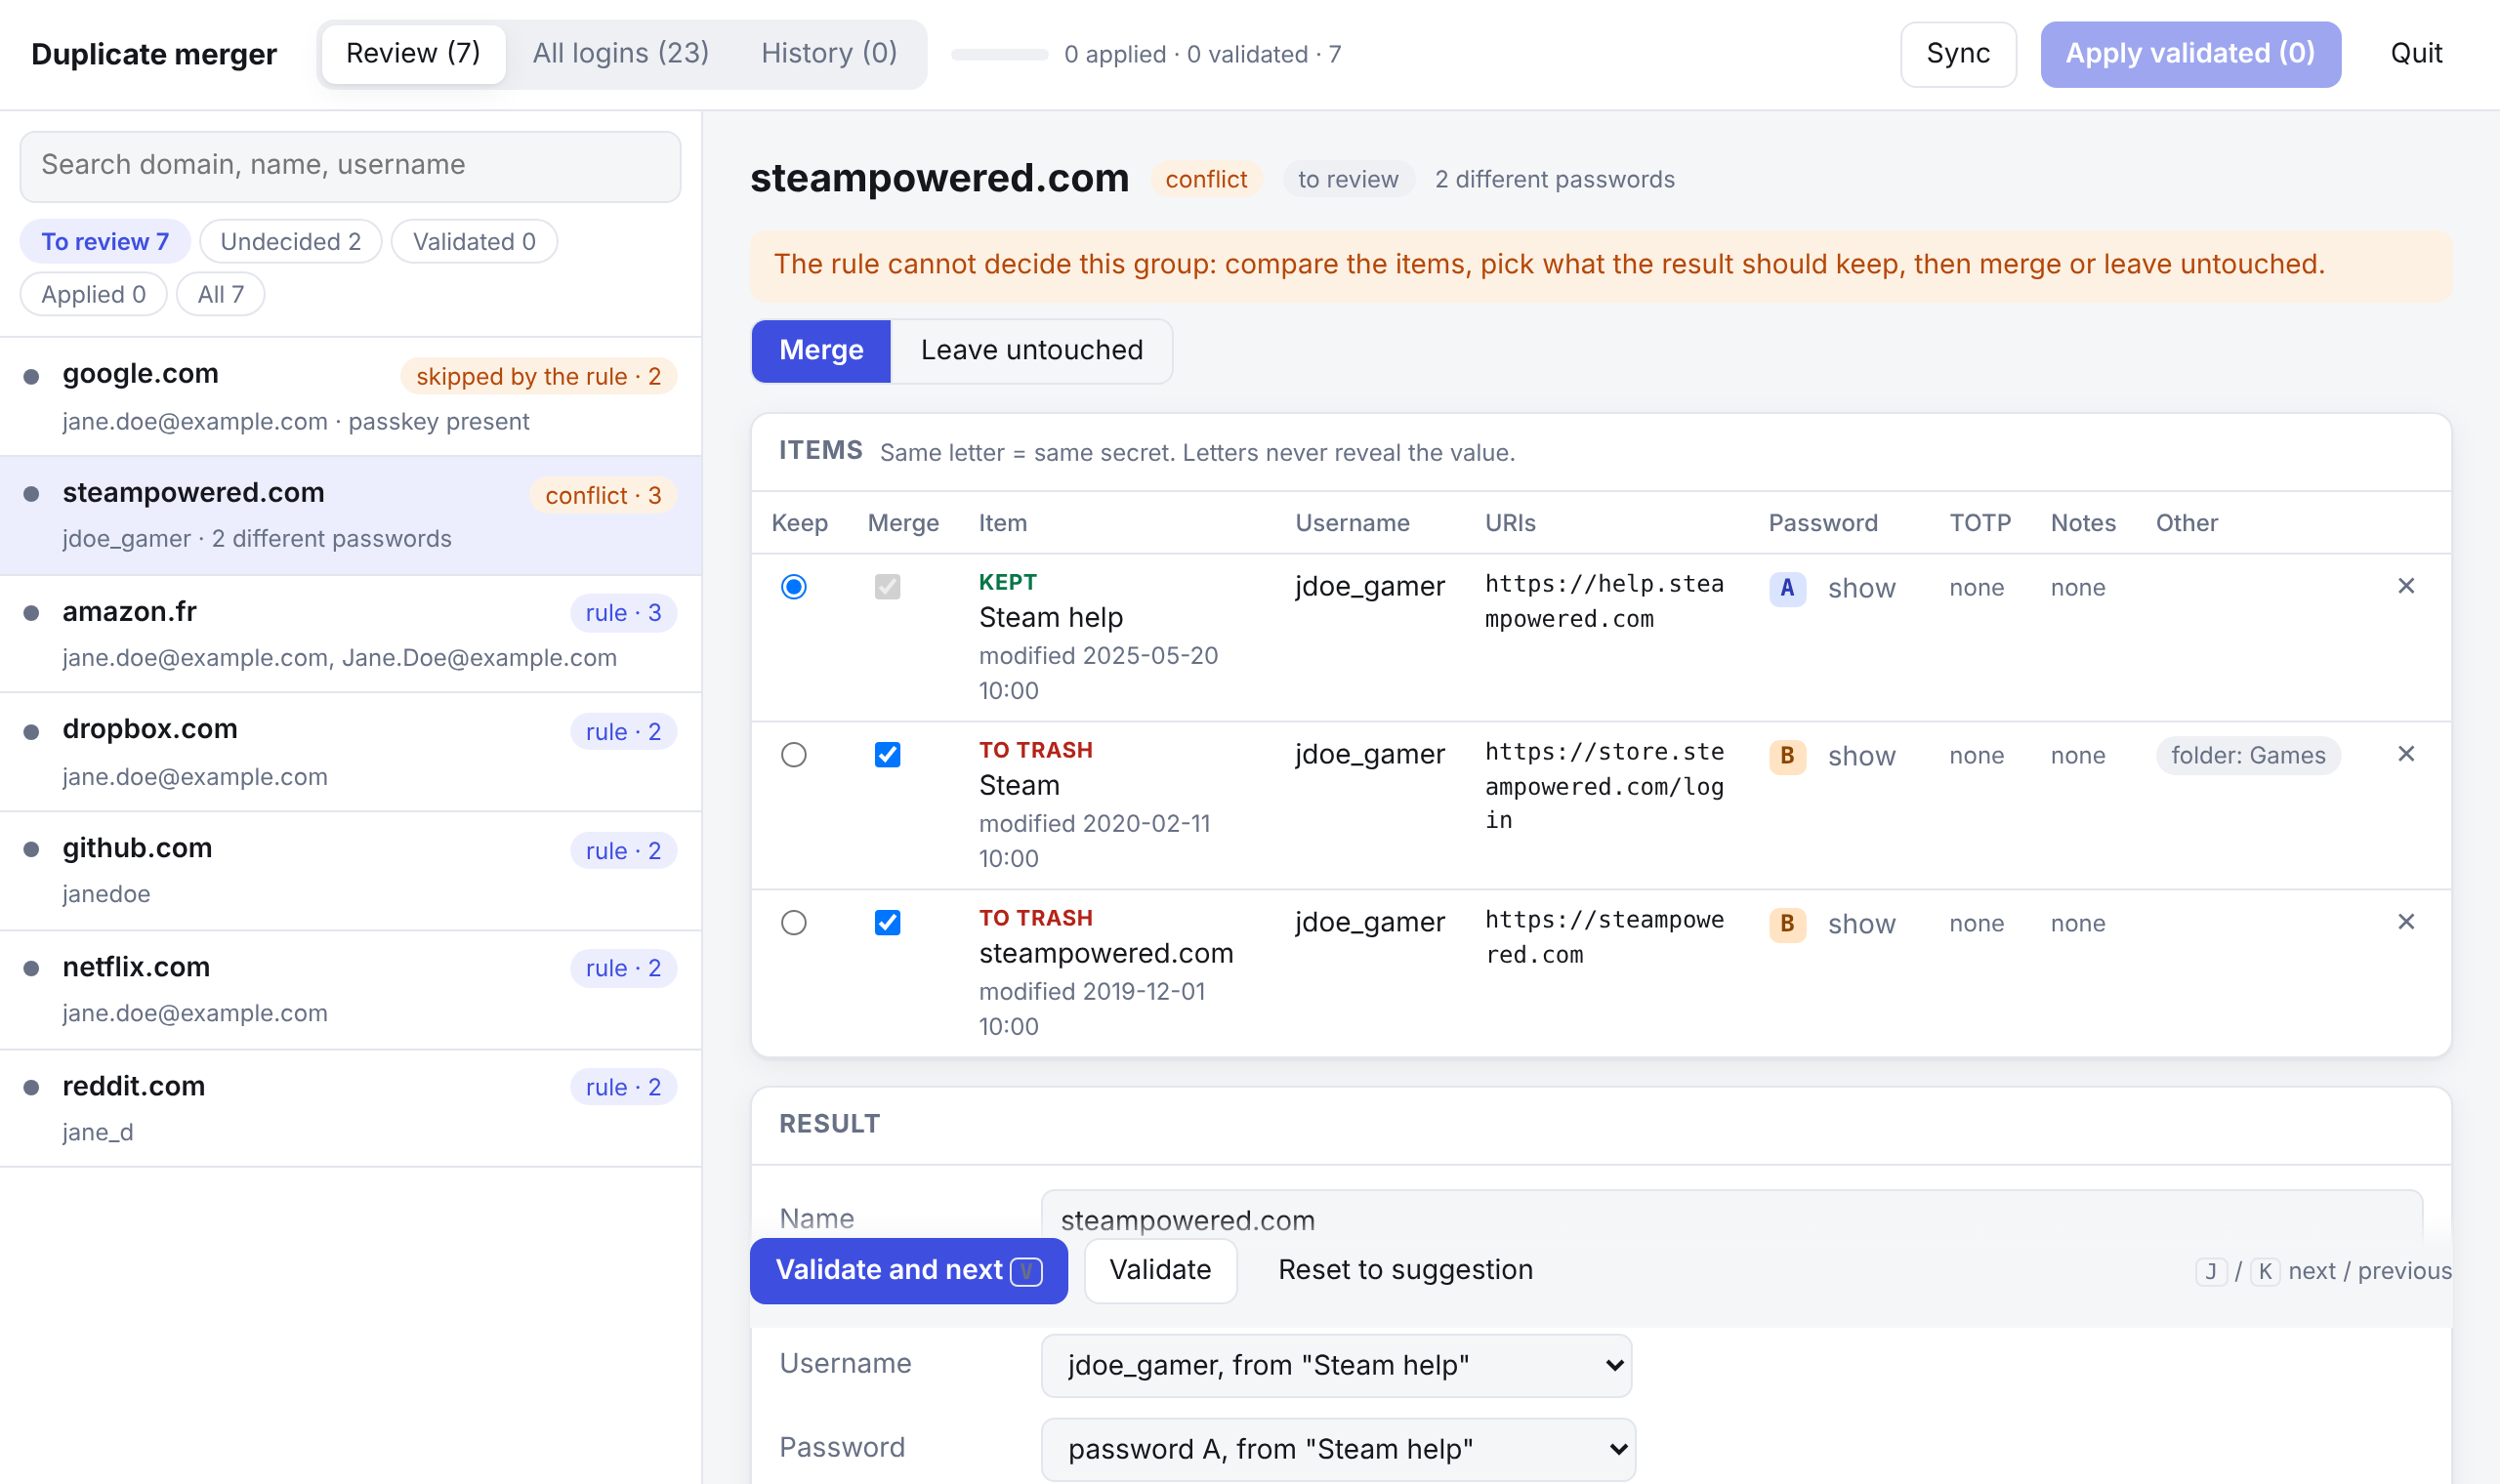 Duplicate merger
Review (7)
All logins (23)
History (0)
0 applied · 0 validated · 7
Sync
Apply validated (0)
Quit
Search domain, name, username
To review 7
Undecided 2
Validated 0
Applied 0
All 7
google.com
skipped by the rule · 2
jane.doe@example.com · passkey present
steampowered.com
conflict · 3
jdoe_gamer · 2 different passwords
amazon.fr
rule · 3
jane.doe@example.com, Jane.Doe@example.com
dropbox.com
rule · 2
jane.doe@example.com
github.com
rule · 2
janedoe
netflix.com
rule · 2
jane.doe@example.com
reddit.com
rule · 2
jane_d
steampowered.com
conflict
to review
2 different passwords
The rule cannot decide this group: compare the items, pick what the result should keep, then merge or leave untouched.
Merge
Leave untouched
ITEMS
Same letter = same secret. Letters never reveal the value.
Keep
Merge
Item
Username
URIs
Password
TOTP
Notes
Other
KEPT
Steam help
modified 2025-05-20
10:00
jdoe_gamer
https://help.stea
mpowered.com
A
show
none
none
✕
TO TRASH
Steam
modified 2020-02-11
10:00
jdoe_gamer
https://store.ste
ampowered.com/log
in
B
show
none
none
folder: Games
✕
TO TRASH
steampowered.com
modified 2019-12-01
10:00
jdoe_gamer
https://steampowe
red.com
B
show
none
none
✕
RESULT
Name
steampowered.com
Validate and next V
Validate
Reset to suggestion
J / K next / previous
Username
jdoe_gamer, from "Steam help"
Password
password A, from "Steam help"